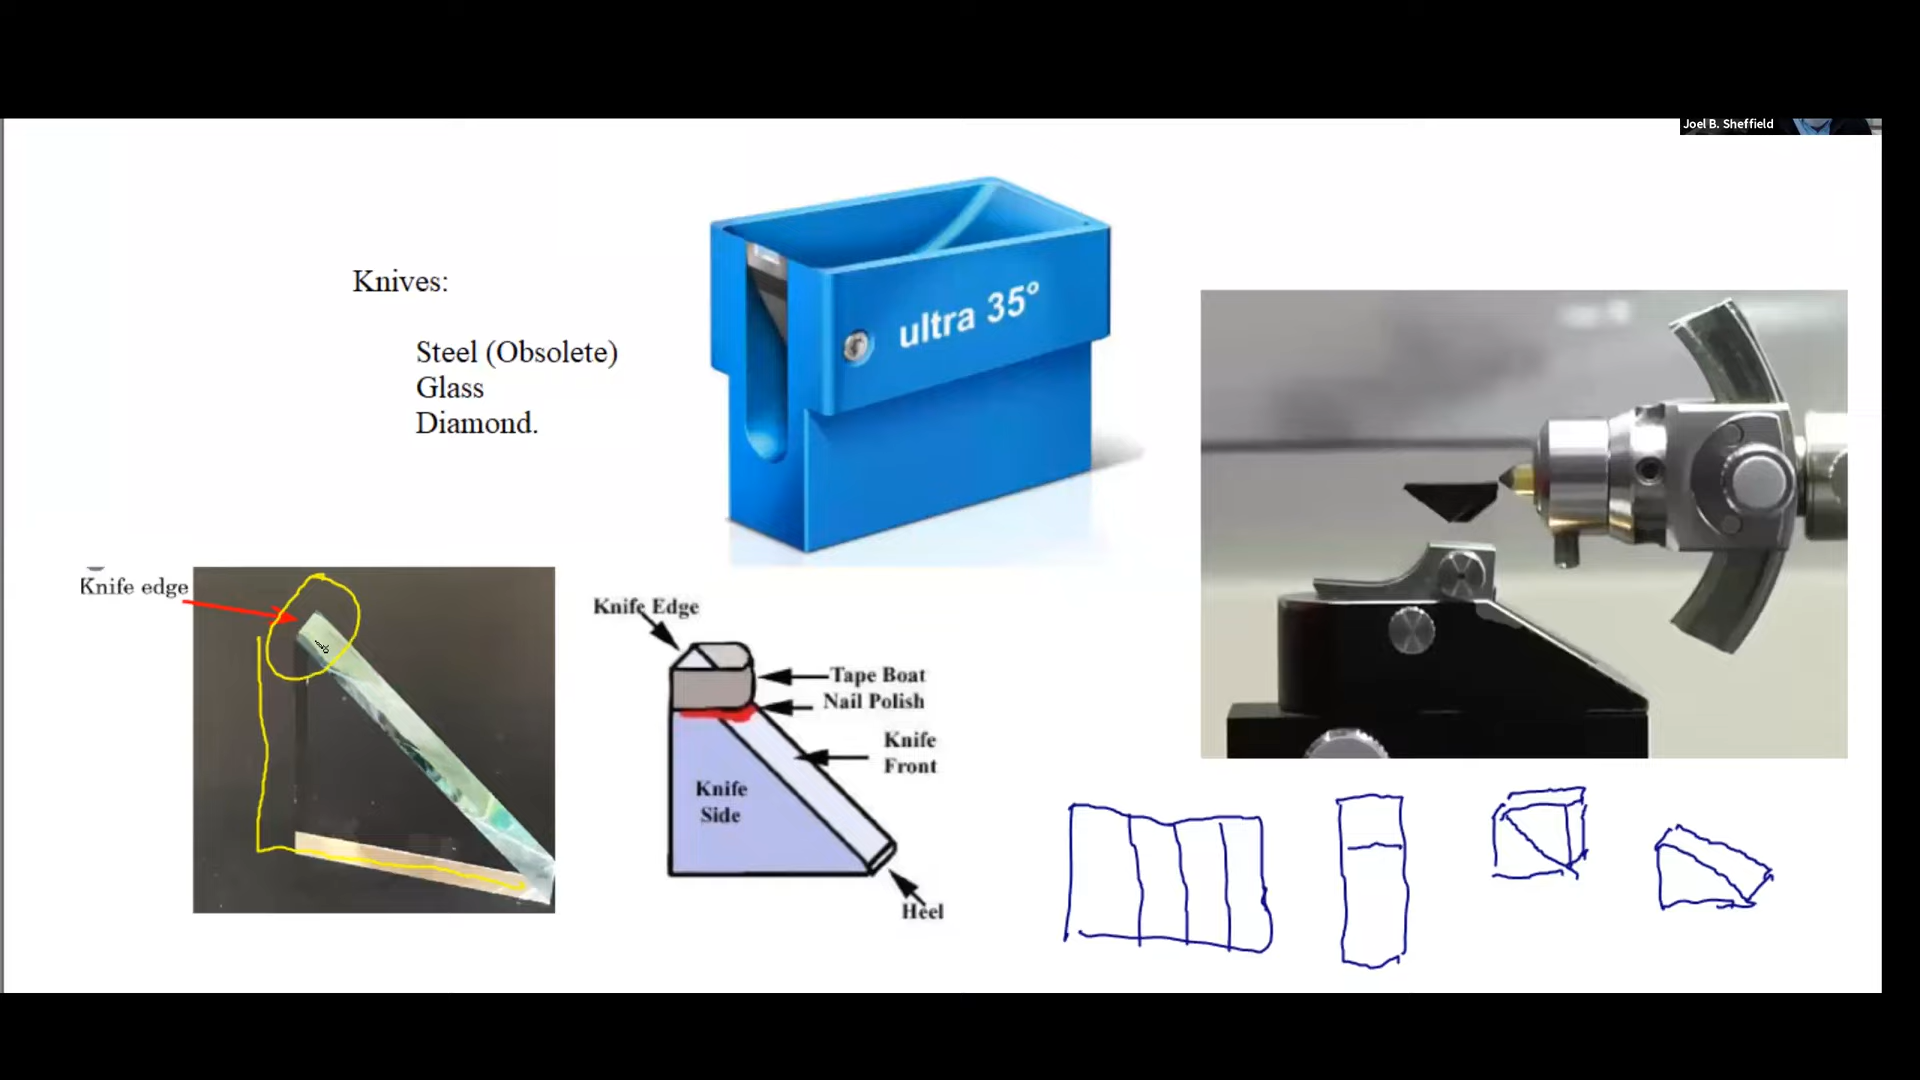 Joel B. Sheffield
Knives:
Steel (Obsolete)
Glass
Diamond.
ultra 35°
Knife edge
Knife Edge
Tape Boat
Nail Polish
Knife
Front
Knife
Side
Heel